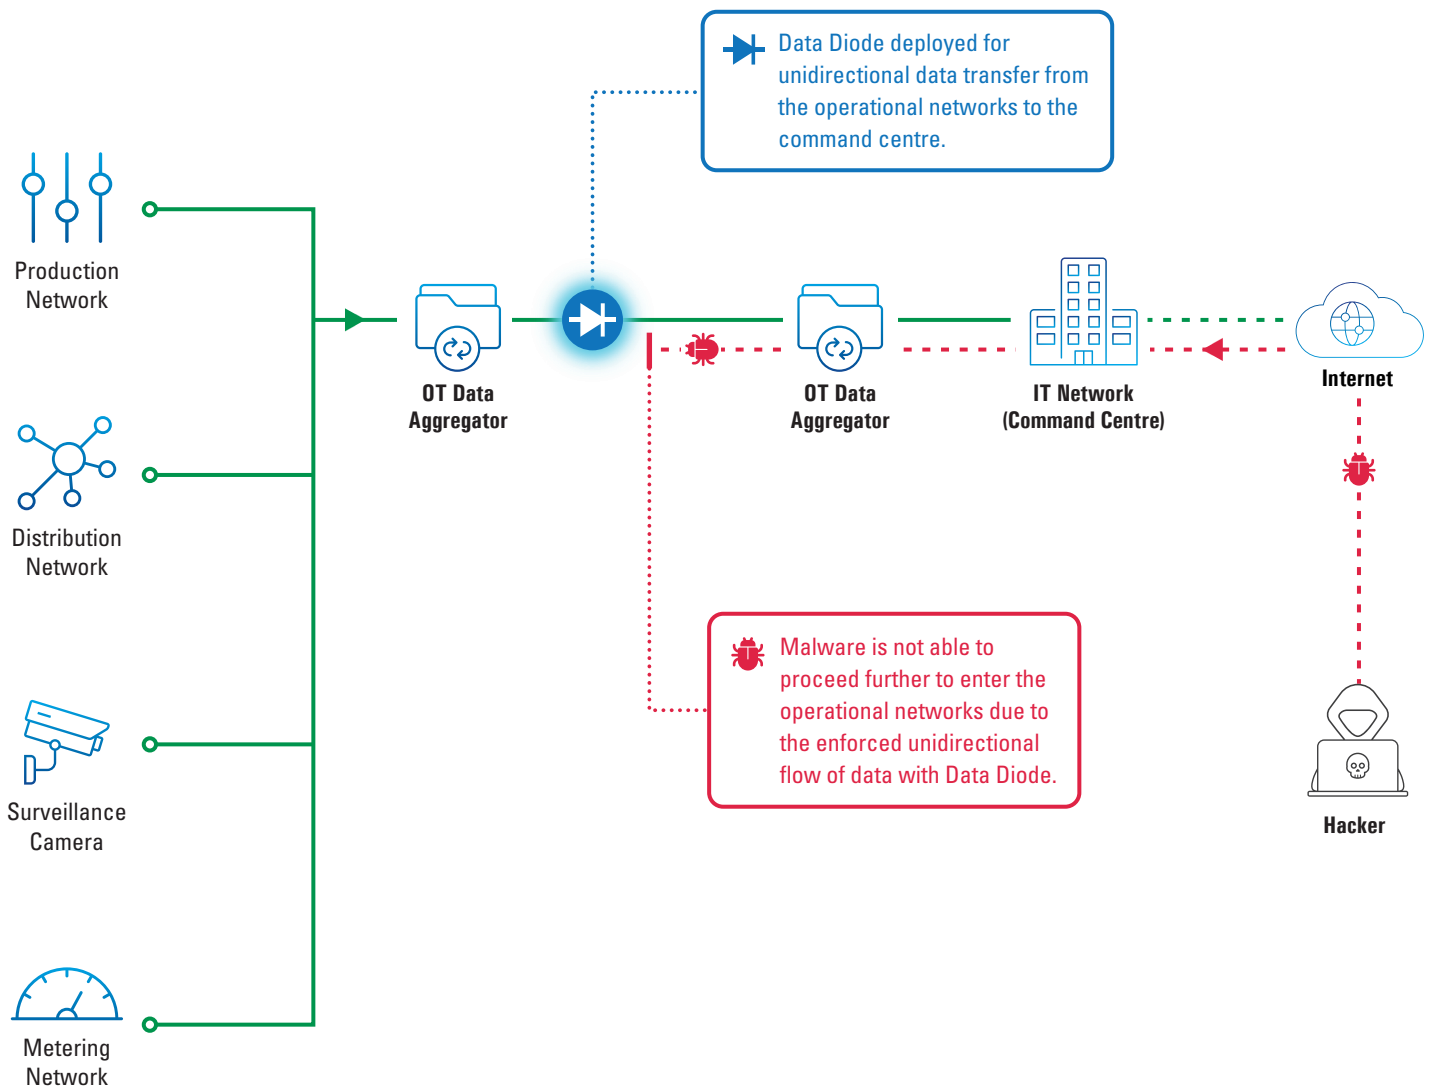 Data Diode deployed for
unidirectional data transfer from
the operational networks to the
command centre.
Production
Network
OT Data
Aggregator
OT Data
Aggregator
IT Network
(Command Centre)
Internet
Distribution
Network
Malware is not able to
proceed further to enter the
operational networks due to
the enforced unidirectional
flow of data with Data Diode.
Surveillance
Camera
Hacker
Metering
Network